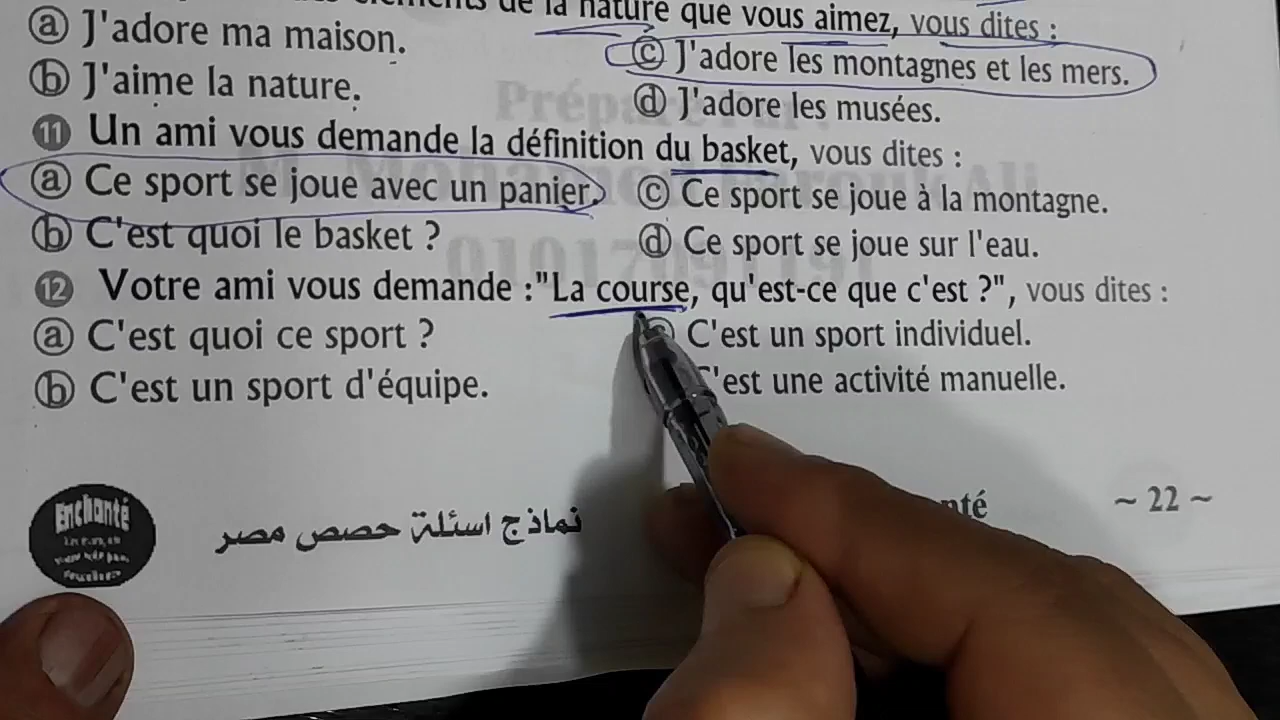 de la nature que vous aimez, vous dites :
ⓐ J'adore ma maison.
ⓒ J'adore les montagnes et les mers.
ⓑ J'aime la nature.
ⓓ J'adore les musées.
⓫ Un ami vous demande la définition du basket, vous dites :
ⓐ Ce sport se joue avec un panier.
ⓒ Ce sport se joue à la montagne.
ⓑ C'est quoi le basket ?
ⓓ Ce sport se joue sur l'eau.
⓬ Votre ami vous demande :"La course, qu'est-ce que c'est ?", vous dites :
ⓐ C'est quoi ce sport ?
C'est un sport individuel.
ⓑ C'est un sport d'équipe.
C'est une activité manuelle.
Enchanté
نماذج اسئلة حصص مصر
~ 22 ~